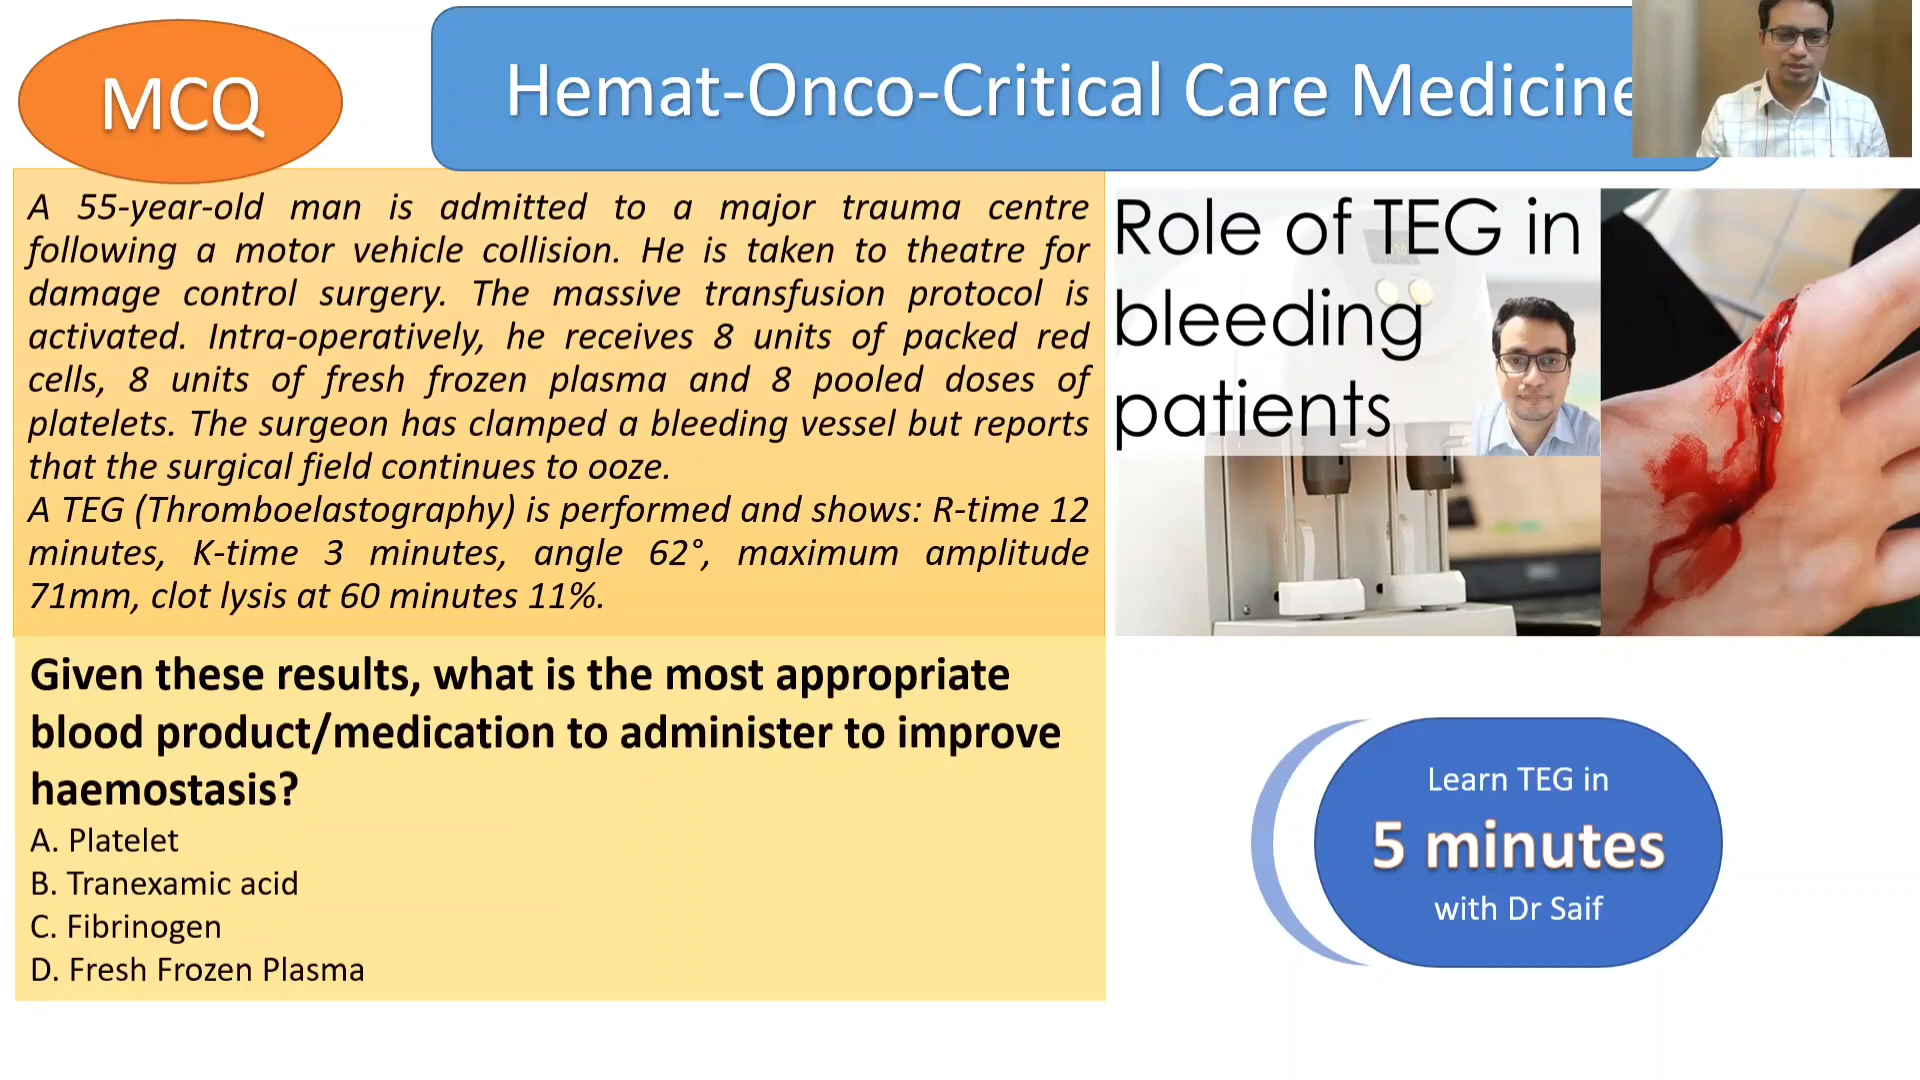 MCQ
Hemat-Onco-Critical Care Medicine
A 55-year-old man is admitted to a major trauma centre
following a motor vehicle collision. He is taken to theatre for
damage control surgery. The massive transfusion protocol is
activated. Intra-operatively, he receives 8 units of packed red
cells, 8 units of fresh frozen plasma and 8 pooled doses of
platelets. The surgeon has clamped a bleeding vessel but reports
that the surgical field continues to ooze.
A TEG (Thromboelastography) is performed and shows: R-time 12
minutes, K-time 3 minutes, angle 62°, maximum amplitude
71mm, clot lysis at 60 minutes 11%.
Given these results, what is the most appropriate
blood product/medication to administer to improve
haemostasis?
A. Platelet
B. Tranexamic acid
C. Fibrinogen
D. Fresh Frozen Plasma
Role of TEG in
bleeding
patients
Learn TEG in
5 minutes
with Dr Saif